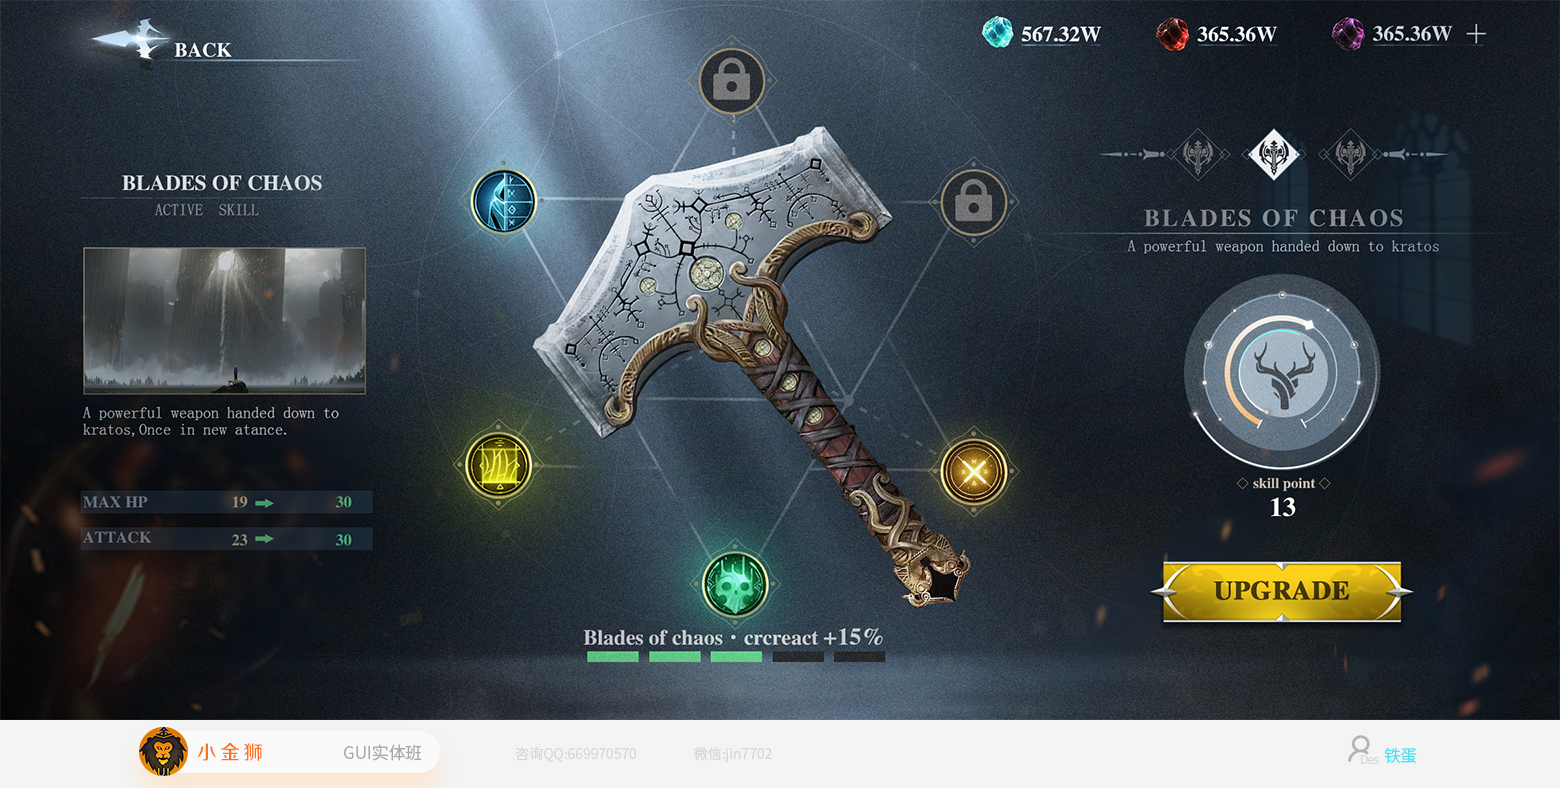 BACK
567.32W
365.36W
365.36W
BLADES OF CHAOS
ACTIVE SKILL
A powerful weapon handed down to
kratos,Once in new atance.
MAX HP 19 30
ATTACK 23 30
Blades of chaos・crcreact +15%
BLADES OF CHAOS
A powerful weapon handed down to kratos
skill point
13
UPGRADE
小金狮
GUI实体班
咨询QQ:669970570
微信:jin7702
Des 铁蛋